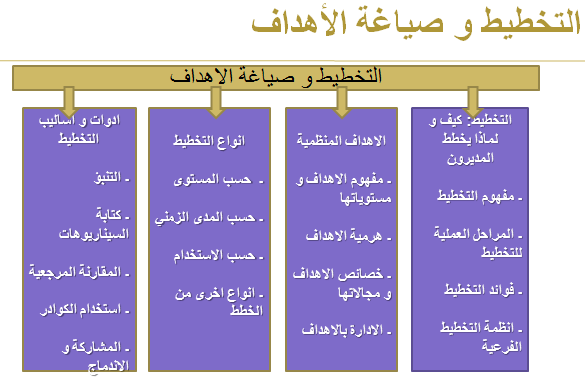 التخطيط و صياغة الأهداف
التخطيط و صياغة الاهداف
التخطيط: كيف و
لماذا يخطط
المديرون
ـ مفهوم التخطيط
ـ المراحل العملية
للتخطيط
ـ فوائد التخطيط
ـ انظمة التخطيط
الفرعية
الاهداف المنظمية
ـ مفهوم الاهداف و
مستوياتها
ـ هرمية الاهداف
ـ خصائص الاهداف
و مجالاتها
ـ الادارة بالاهداف
انواع التخطيط
ـ حسب المستوى
ـ حسب المدى الزمني
ـ حسب الاستخدام
ـ انواع اخرى من
الخطط
ادوات و اساليب
التخطيط
ـ التنبؤ
ـ كتابة
السيناريوهات
ـ المقارنة المرجعية
ـ استخدام الكوادر
ـ المشاركة و
الاندماج